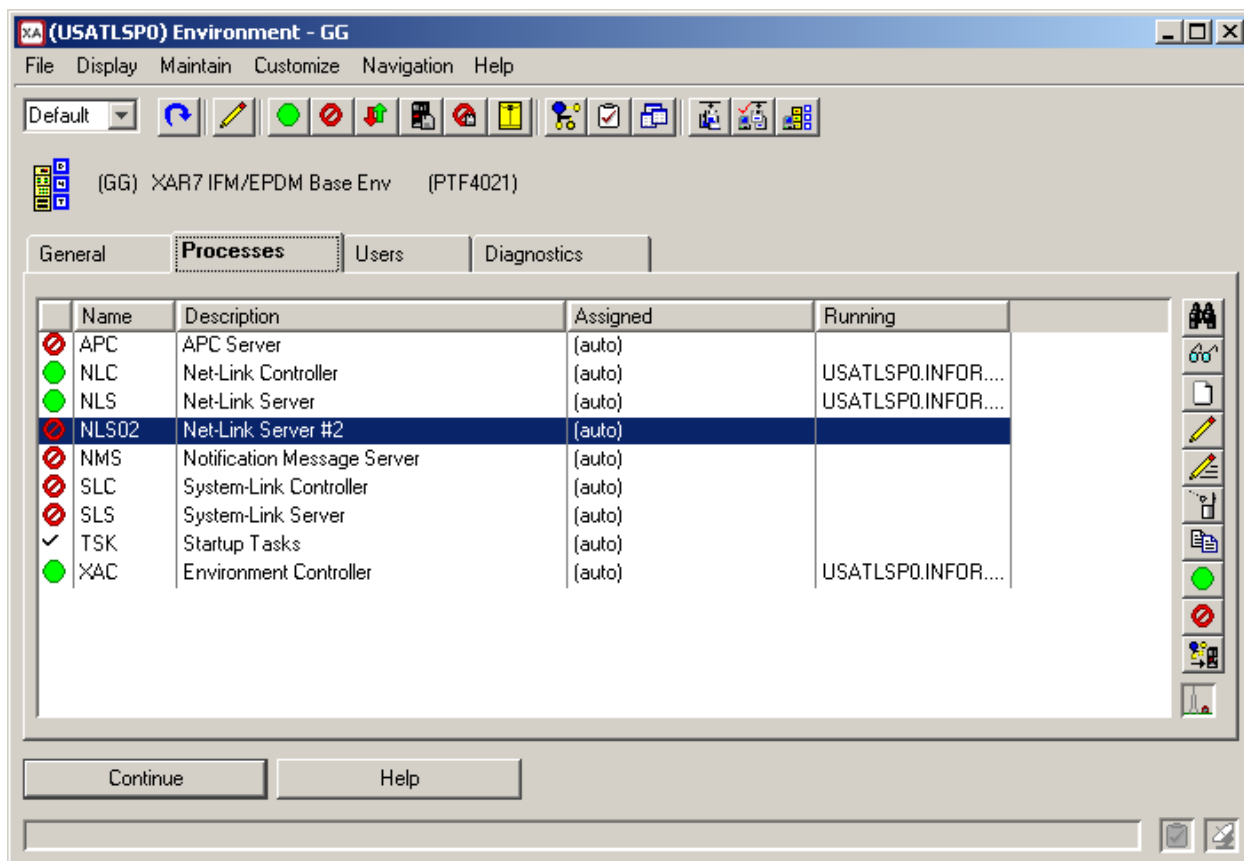 XA (USATLSP0) Environment - GG
File Display Maintain Customize Navigation Help
Default
(GG) XAR7 IFM/EPDM Base Env (PTF4021)
General Processes Users Diagnostics
Name Description Assigned Running
APC APC Server (auto)
NLC Net-Link Controller (auto) USATLSP0.INFOR....
NLS Net-Link Server (auto) USATLSP0.INFOR....
NLS02 Net-Link Server #2 (auto)
NMS Notification Message Server (auto)
SLC System-Link Controller (auto)
SLS System-Link Server (auto)
TSK Startup Tasks (auto)
XAC Environment Controller (auto) USATLSP0.INFOR....
Continue Help